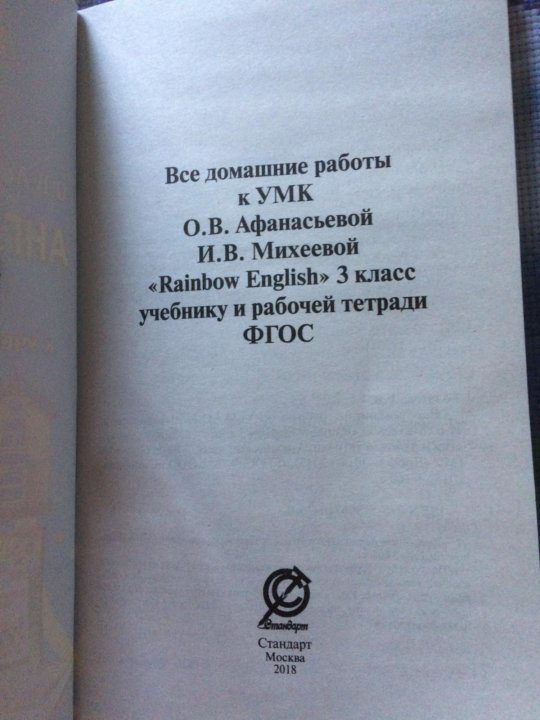 Все домашние работы
к УМК
О.В. Афанасьевой
И.В. Михеевой
«Rainbow English» 3 класс
учебнику и рабочей тетради
ФГОС
Стандарт
Стандарт
Москва
2018